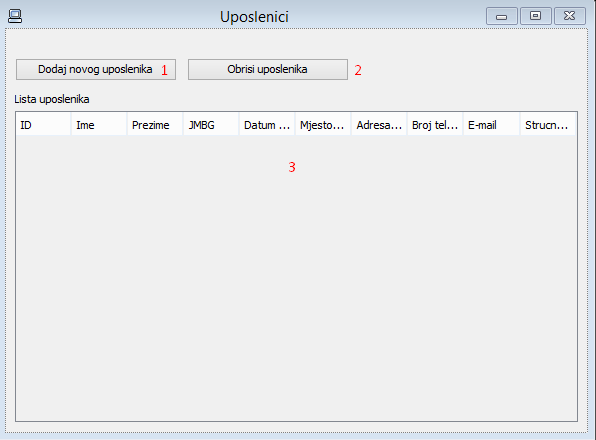 Uposlenici
Dodaj novog uposlenika 1 Obrisi uposlenika 2
Lista uposlenika
ID Ime Prezime JMBG Datum ... Mjesto... Adresa... Broj tel... E-mail Strucn...
3